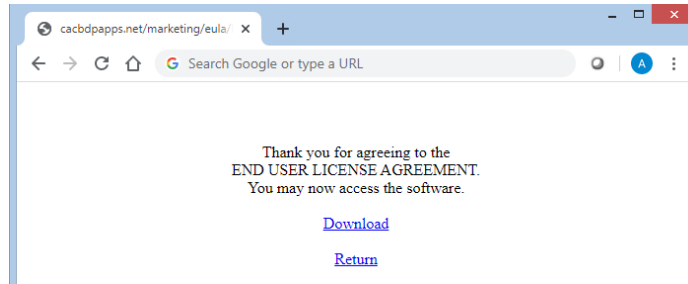 cacbdpapps.net/marketing/eula/
Search Google or type a URL
A
Thank you for agreeing to the
END USER LICENSE AGREEMENT.
You may now access the software.
Download
Return